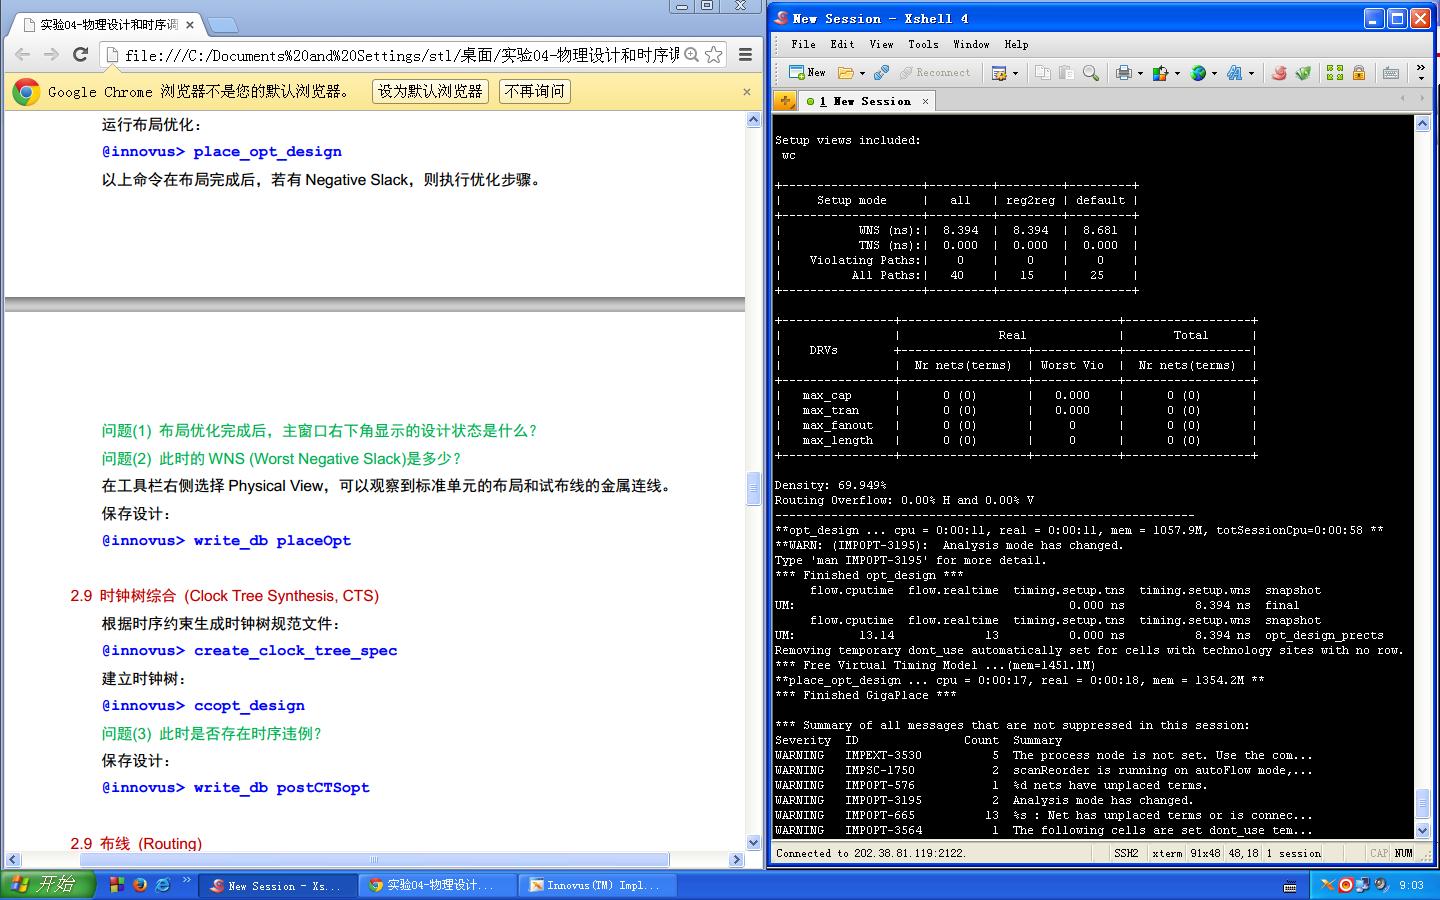 实验04-物理设计和时序调
file:///C:/Documents%20and%20Settings/stl/桌面/实验04-物理设计和时序调
Google Chrome 浏览器不是您的默认浏览器。 设为默认浏览器 不再询问
运行布局优化：
@innovus> place_opt_design
以上命令在布局完成后，若有 Negative Slack，则执行优化步骤。
问题(1) 布局优化完成后，主窗口右下角显示的设计状态是什么？
问题(2) 此时的 WNS (Worst Negative Slack)是多少？
在工具栏右侧选择 Physical View，可以观察到标准单元的布局和试布线的金属连线。
保存设计：
@innovus> write_db placeOpt
2.9 时钟树综合 (Clock Tree Synthesis, CTS)
根据时序约束生成时钟树规范文件：
@innovus> create_clock_tree_spec
建立时钟树：
@innovus> ccopt_design
问题(3) 此时是否存在时序违例？
保存设计：
@innovus> write_db postCTSopt
2.9 布线 (Routing)
New Session - Xshell 4
File Edit View Tools Window Help
New Reconnect
1 New Session
Setup views included:
wc
+--------------------+---------+---------+---------+
| Setup mode | all | reg2reg | default |
+--------------------+---------+---------+---------+
| WNS (ns):| 8.394 | 8.394 | 8.681 |
| TNS (ns):| 0.000 | 0.000 | 0.000 |
| Violating Paths:| 0 | 0 | 0 |
| All Paths:| 40 | 15 | 25 |
+--------------------+---------+---------+---------+
+----------------+-------------------------------+------------------+
| | Real | Total |
| DRVs +------------------+------------+------------------|
| | Nr nets(terms) | Worst Vio | Nr nets(terms) |
+----------------+------------------+------------+------------------+
| max_cap | 0 (0) | 0.000 | 0 (0) |
| max_tran | 0 (0) | 0.000 | 0 (0) |
| max_fanout | 0 (0) | 0 | 0 (0) |
| max_length | 0 (0) | 0 | 0 (0) |
+----------------+------------------+------------+------------------+
Density: 69.949%
Routing Overflow: 0.00% H and 0.00% V
------------------------------------------------------------
**opt_design ... cpu = 0:00:11, real = 0:00:11, mem = 1057.9M, totSessionCpu=0:00:58 **
**WARN: (IMPOPT-3195): Analysis mode has changed.
Type 'man IMPOPT-3195' for more detail.
*** Finished opt_design ***
flow.cputime flow.realtime timing.setup.tns timing.setup.wns snapshot
UM: 0.000 ns 8.394 ns final
flow.cputime flow.realtime timing.setup.tns timing.setup.wns snapshot
UM: 13.14 13 0.000 ns 8.394 ns opt_design_prects
Removing temporary dont_use automatically set for cells with technology sites with no row.
*** Free Virtual Timing Model ...(mem=1451.1M)
**place_opt_design ... cpu = 0:00:17, real = 0:00:18, mem = 1354.2M **
*** Finished GigaPlace ***
*** Summary of all messages that are not suppressed in this session:
Severity ID Count Summary
WARNING IMPEXT-3530 5 The process node is not set. Use the com...
WARNING IMPSC-1750 2 scanReorder is running on autoFlow mode,...
WARNING IMPOPT-576 1 %d nets have unplaced terms.
WARNING IMPOPT-3195 2 Analysis mode has changed.
WARNING IMPOPT-665 13 %s : Net has unplaced terms or is connec...
WARNING IMPOPT-3564 1 The following cells are set dont_use tem...
Connected to 202.38.81.119:2122. SSH2 xterm 91x48 48,18 1 session CAP NUM
开始 New Session - Xs... 实验04-物理设计... Innovus(TM) Impl... 9:03